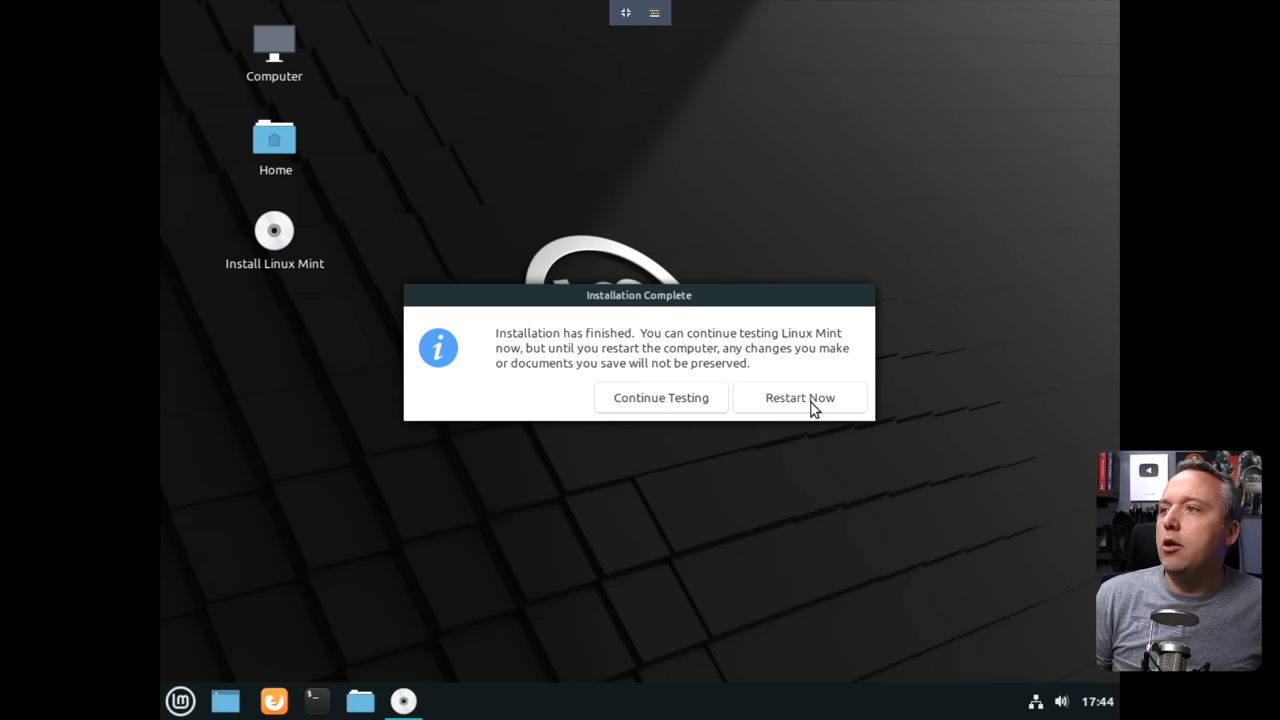 Computer
Home
Install Linux Mint
Installation Complete
Installation has finished.  You can continue testing Linux Mint
now, but until you restart the computer, any changes you make
or documents you save will not be preserved.
Continue Testing
Restart Now
17:44